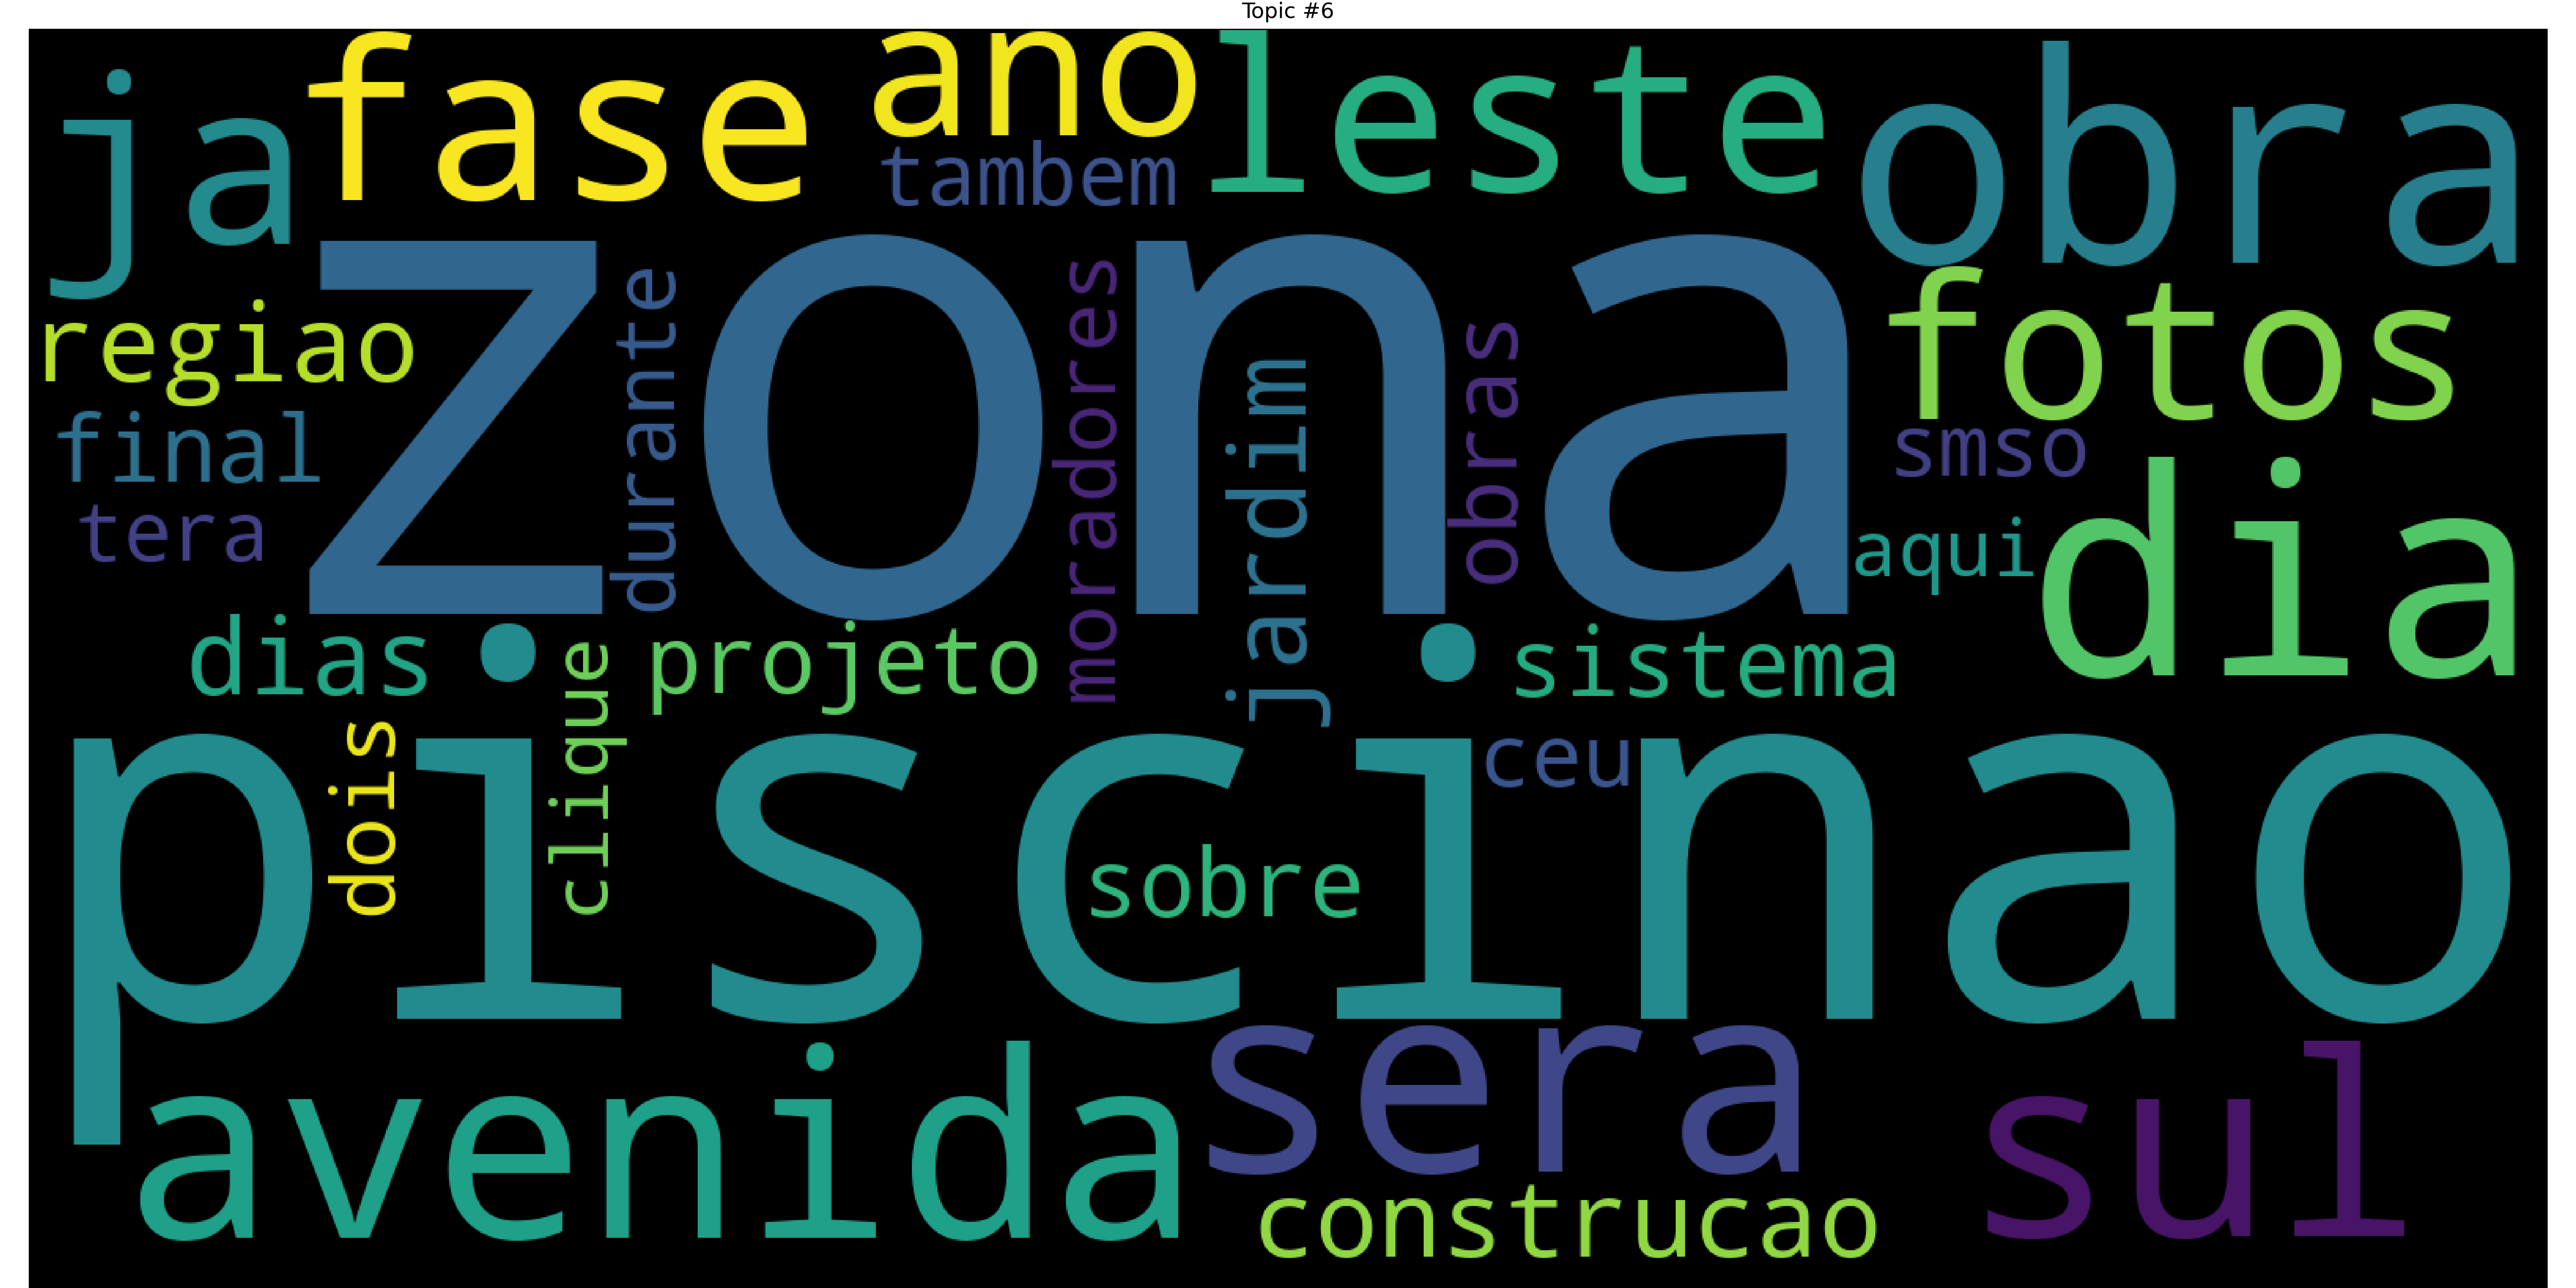 Topic #6
ja
fase
ano
tambem
leste
obra
zona
regiao
durante
moradores
jardim
obras
fotos
final
smso
tera
aqui
dia
dias
clique
projeto
sistema
dois
piscinao
ceu
sobre
avenida
sera
sul
construcao